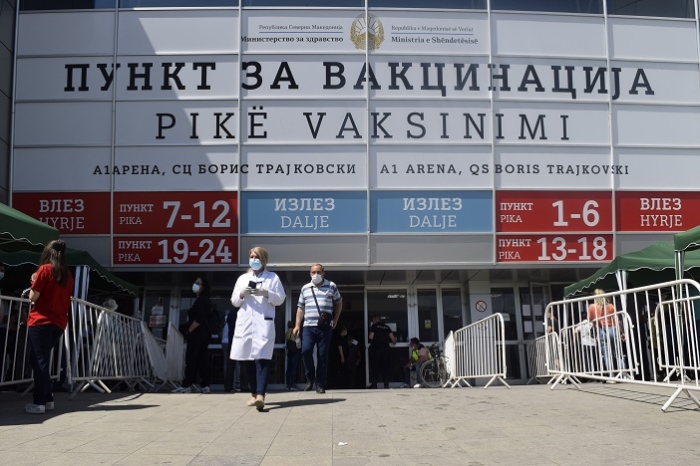 Република Северна Македонија
Министерство за здравство
Republika e Maqedonisë së Veriut
Ministria e Shëndetësisë
ПУНКТ ЗА ВАКЦИНАЦИЈА
PIKË VAKSINIMI
А1 АРЕНА, СЦ БОРИС ТРАЈКОВСКИ
A1 ARENA, QS BORIS TRAJKOVSKI
ВЛЕЗ
HYRJE
ПУНКТ
PIKA
7-12
ПУНКТ
PIKA
19-24
ИЗЛЕЗ
DALJE
ИЗЛЕЗ
DALJE
ПУНКТ
PIKA
1-6
ПУНКТ
PIKA
13-18
ВЛЕЗ
HYRJE